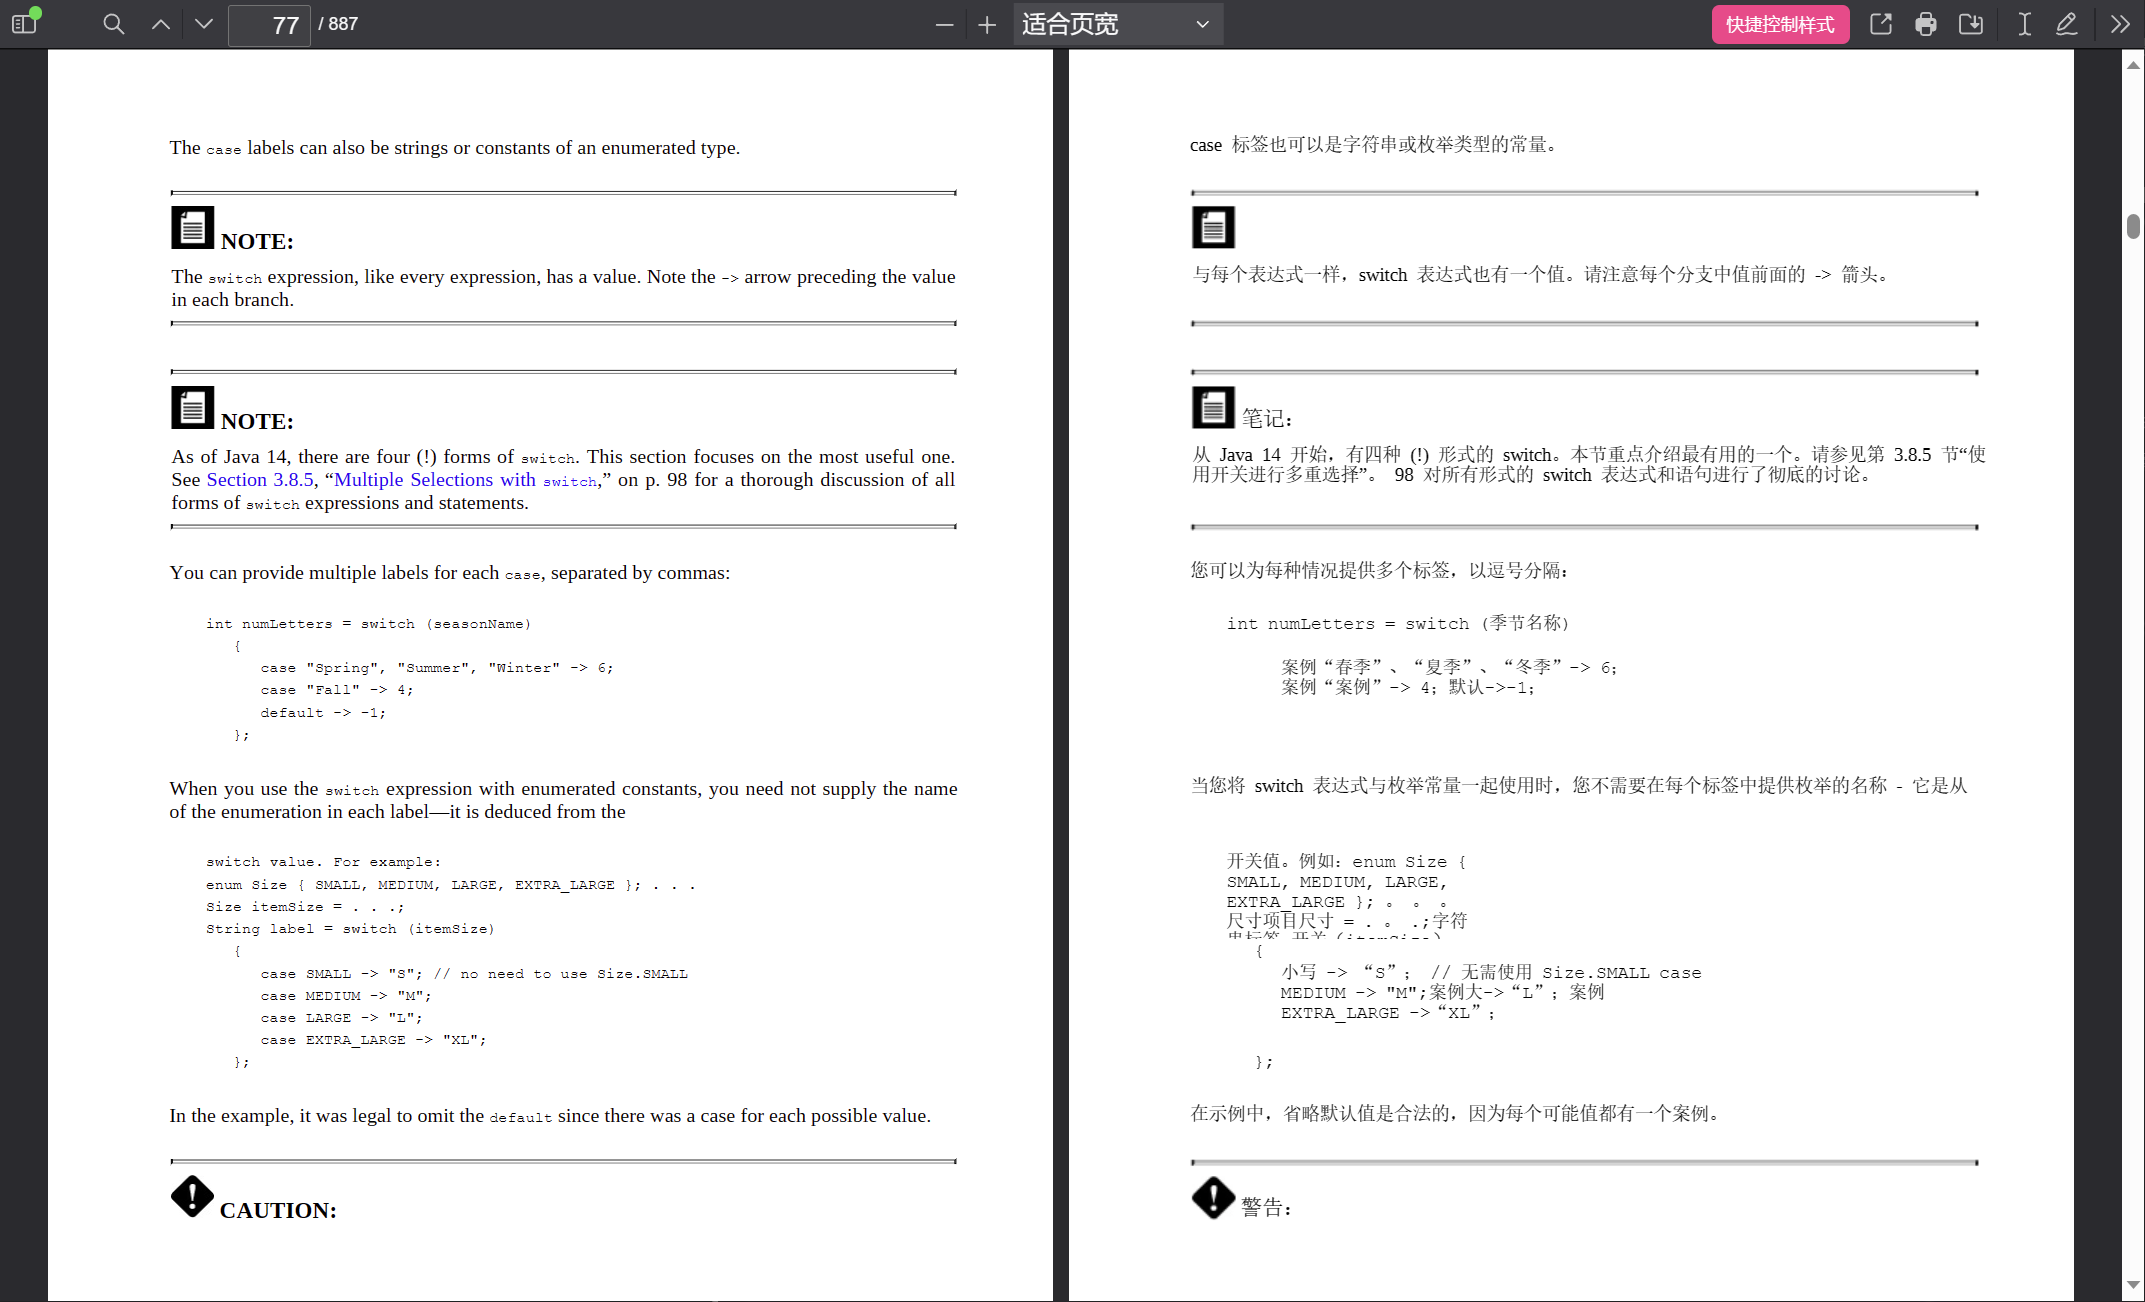 77 / 887
适合页宽
快捷控制样式
The case labels can also be strings or constants of an enumerated type.
NOTE:
The switch expression, like every expression, has a value. Note the -> arrow preceding the value
in each branch.
NOTE:
As of Java 14, there are four (!) forms of switch. This section focuses on the most useful one.
See Section 3.8.5, “Multiple Selections with switch,” on p. 98 for a thorough discussion of all
forms of switch expressions and statements.
You can provide multiple labels for each case, separated by commas:
int numLetters = switch (seasonName)
{
case "Spring", "Summer", "Winter" -> 6;
case "Fall" -> 4;
default -> -1;
};
When you use the switch expression with enumerated constants, you need not supply the name
of the enumeration in each label—it is deduced from the
switch value. For example:
enum Size { SMALL, MEDIUM, LARGE, EXTRA_LARGE }; . . .
Size itemSize = . . .;
String label = switch (itemSize)
{
case SMALL -> "S"; // no need to use Size.SMALL
case MEDIUM -> "M";
case LARGE -> "L";
case EXTRA_LARGE -> "XL";
};
In the example, it was legal to omit the default since there was a case for each possible value.
CAUTION:
case 标签也可以是字符串或枚举类型的常量。
与每个表达式一样，switch 表达式也有一个值。请注意每个分支中值前面的 -> 箭头。
笔记：
从 Java 14 开始，有四种 (!) 形式的 switch。本节重点介绍最有用的一个。请参见第 3.8.5 节“使
用开关进行多重选择”。 98 对所有形式的 switch 表达式和语句进行了彻底的讨论。
您可以为每种情况提供多个标签，以逗号分隔：
int numLetters = switch (季节名称)
案例“春季”、“夏季”、“冬季”-> 6;
案例“案例”-> 4; 默认->-1;
当您将 switch 表达式与枚举常量一起使用时，您不需要在每个标签中提供枚举的名称 - 它是从
开关值。例如：enum Size {
SMALL, MEDIUM, LARGE,
EXTRA_LARGE }; 。 。 。
尺寸项目尺寸 = . 。 .;字符
{
小写 -> “S”； // 无需使用 Size.SMALL case
MEDIUM -> "M";案例大->“L”；案例
EXTRA_LARGE ->“XL”；
};
在示例中，省略默认值是合法的，因为每个可能值都有一个案例。
警告：